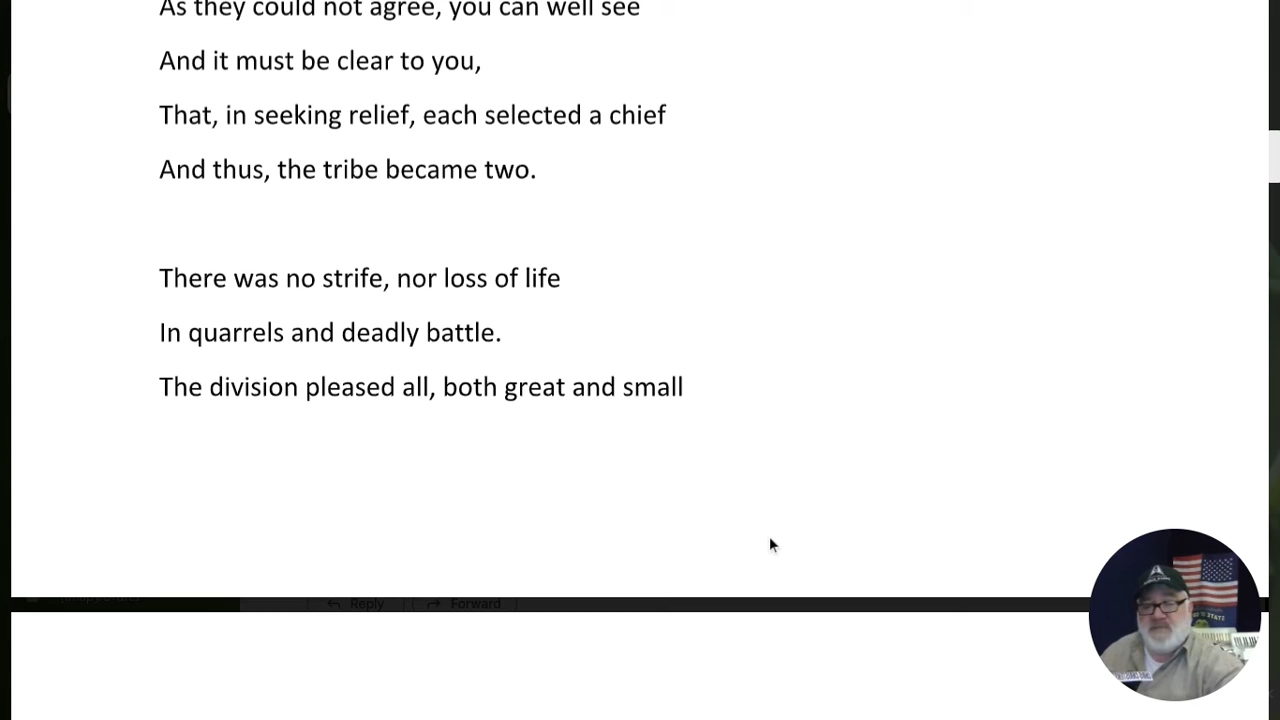 As they could not agree, you can well see
And it must be clear to you,
That, in seeking relief, each selected a chief
And thus, the tribe became two.
There was no strife, nor loss of life
In quarrels and deadly battle.
The division pleased all, both great and small
Reply
Forward